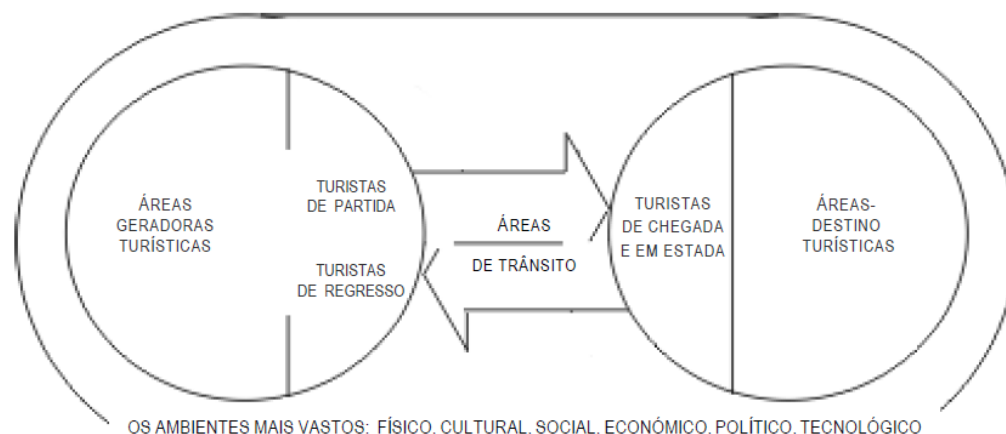 ÁREAS
GERADORAS
TURÍSTICAS
TURISTAS
DE PARTIDA
TURISTAS
DE REGRESSO
ÁREAS
DE TRÂNSITO
TURISTAS
DE CHEGADA
E EM ESTADA
ÁREAS-
DESTINO
TURÍSTICAS
OS AMBIENTES MAIS VASTOS: FÍSICO, CULTURAL, SOCIAL, ECONÓMICO, POLÍTICO, TECNOLÓGICO